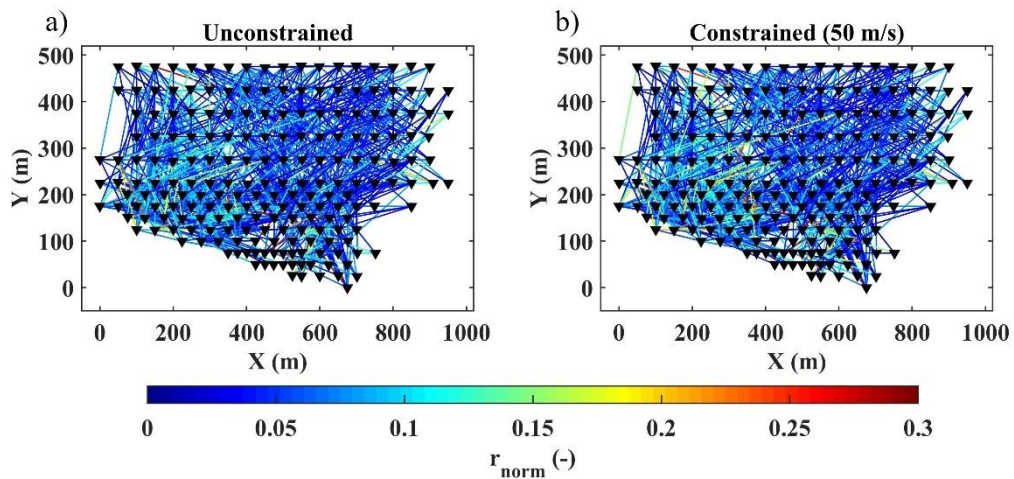 a)
Unconstrained
500
400
300
200
100
0
Y (m)
0 200 400 600 800 1000
X (m)
b)
Constrained (50 m/s)
500
400
300
200
100
0
Y (m)
0 200 400 600 800 1000
X (m)
0 0.05 0.1 0.15 0.2 0.25 0.3
r_norm (-)